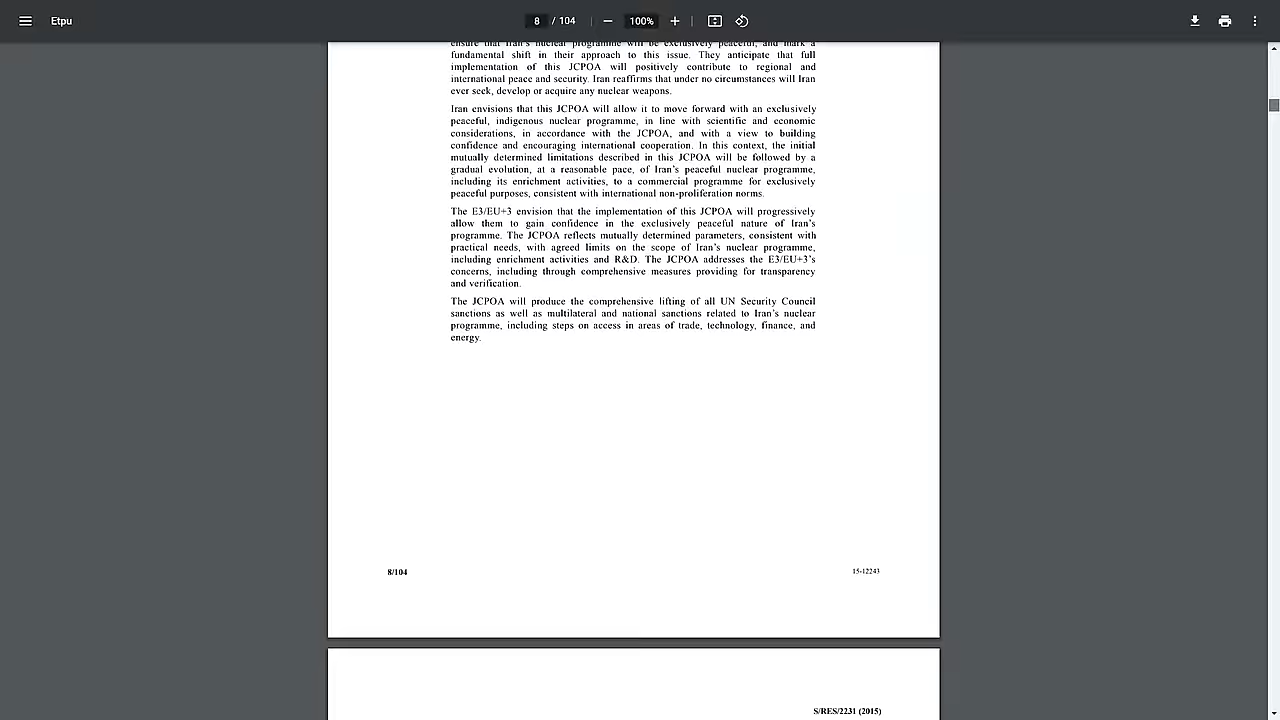 Etpu
8 / 104
100%
ensure that Iran's nuclear programme will be exclusively peaceful, and mark a
fundamental shift in their approach to this issue. They anticipate that full
implementation of this JCPOA will positively contribute to regional and
international peace and security. Iran reaffirms that under no circumstances will Iran
ever seek, develop or acquire any nuclear weapons.
Iran envisions that this JCPOA will allow it to move forward with an exclusively
peaceful, indigenous nuclear programme, in line with scientific and economic
considerations, in accordance with the JCPOA, and with a view to building
confidence and encouraging international cooperation. In this context, the initial
mutually determined limitations described in this JCPOA will be followed by a
gradual evolution, at a reasonable pace, of Iran's peaceful nuclear programme,
including its enrichment activities, to a commercial programme for exclusively
peaceful purposes, consistent with international non-proliferation norms.
The E3/EU+3 envision that the implementation of this JCPOA will progressively
allow them to gain confidence in the exclusively peaceful nature of Iran's
programme. The JCPOA reflects mutually determined parameters, consistent with
practical needs, with agreed limits on the scope of Iran's nuclear programme,
including enrichment activities and R&D. The JCPOA addresses the E3/EU+3's
concerns, including through comprehensive measures providing for transparency
and verification.
The JCPOA will produce the comprehensive lifting of all UN Security Council
sanctions as well as multilateral and national sanctions related to Iran's nuclear
programme, including steps on access in areas of trade, technology, finance, and
energy.
8/104
15-12243
S/RES/2231 (2015)